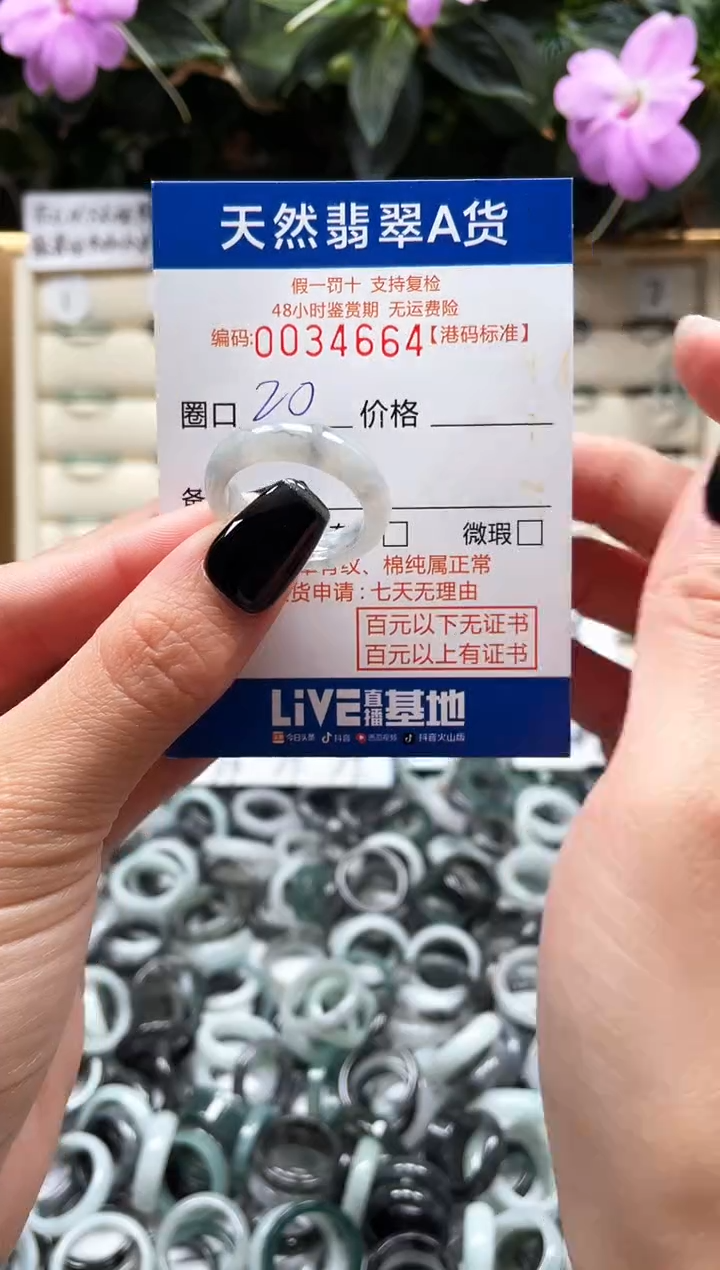 天然翡翠A货
假一罚十 支持复检
48小时鉴赏期 无运费险
编码:0034664【港码标准】
圈口 20 价格
备
微瑕
纹、棉纯属正常
货申请:七天无理由
百元以下无证书
百元以上有证书
LiVE直播基地
今日头条 抖音 西瓜视频 抖音火山版